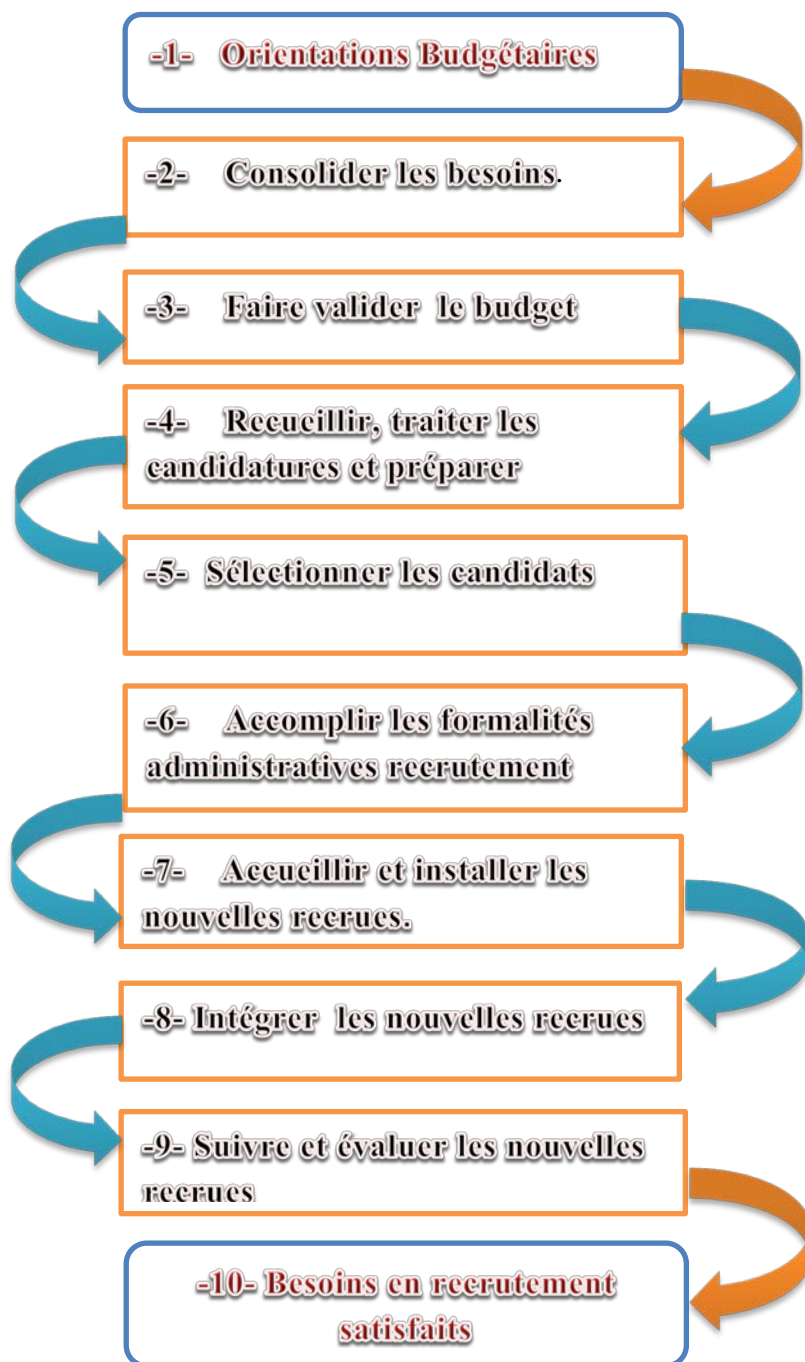 -1- Orientations Budgétaires
-2- Consolider les besoins.
-3- Faire valider le budget
-4- Recueillir, traiter les
candidatures et préparer
-5- Sélectionner les candidats
-6- Accomplir les formalités
administratives recrutement
-7- Accueillir et installer les
nouvelles recrues.
-8- Intégrer les nouvelles recrues
-9- Suivre et évaluer les nouvelles
recrues
-10- Besoins en recrutement
satisfaits